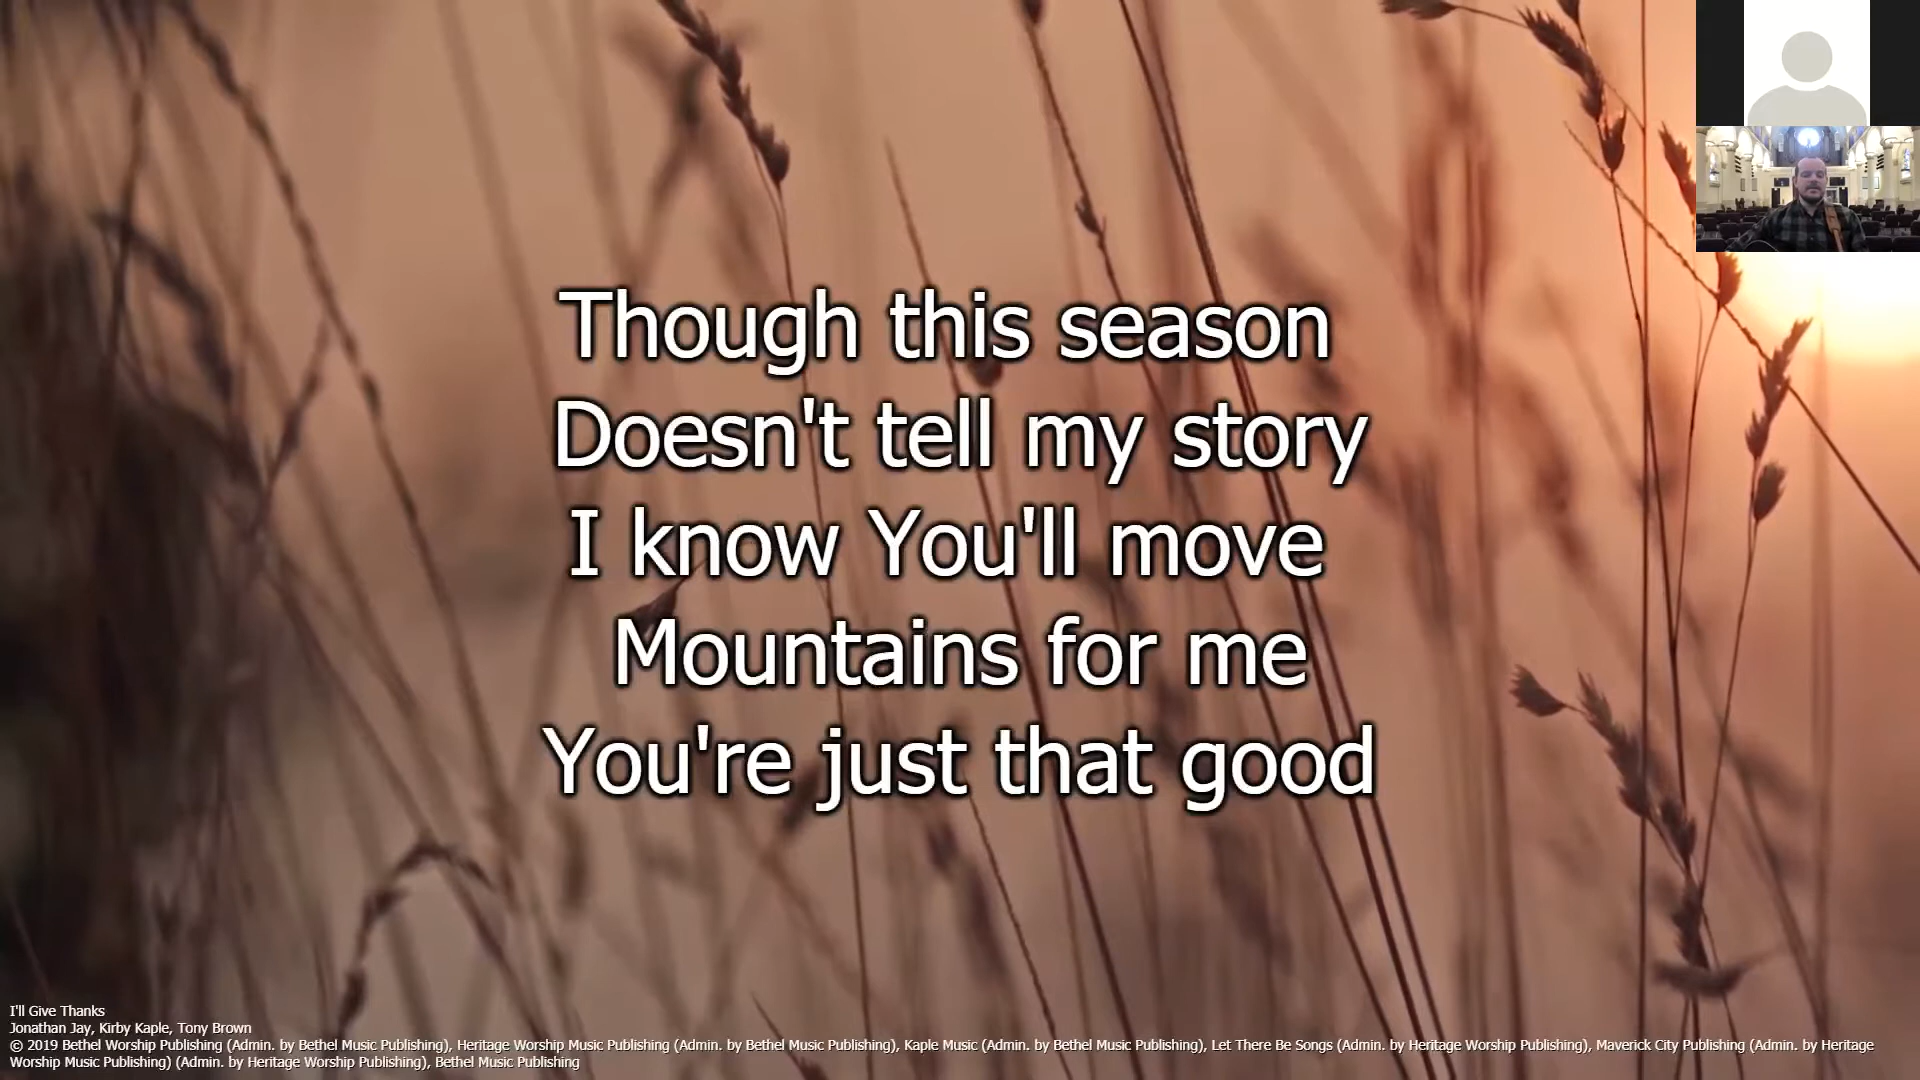 Though this season
Doesn't tell my story
I know You'll move
Mountains for me
You're just that good
I'll Give Thanks
Jonathan Jay, Kirby Kaple, Tony Brown
© 2019 Bethel Worship Publishing (Admin. by Bethel Music Publishing), Heritage Worship Music Publishing (Admin. by Bethel Music Publishing), Kaple Music (Admin. by Bethel Music Publishing), Let There Be Songs (Admin. by Heritage Worship Publishing), Maverick City Publishing (Admin. by Heritage
Worship Music Publishing) (Admin. by Heritage Worship Publishing), Bethel Music Publishing